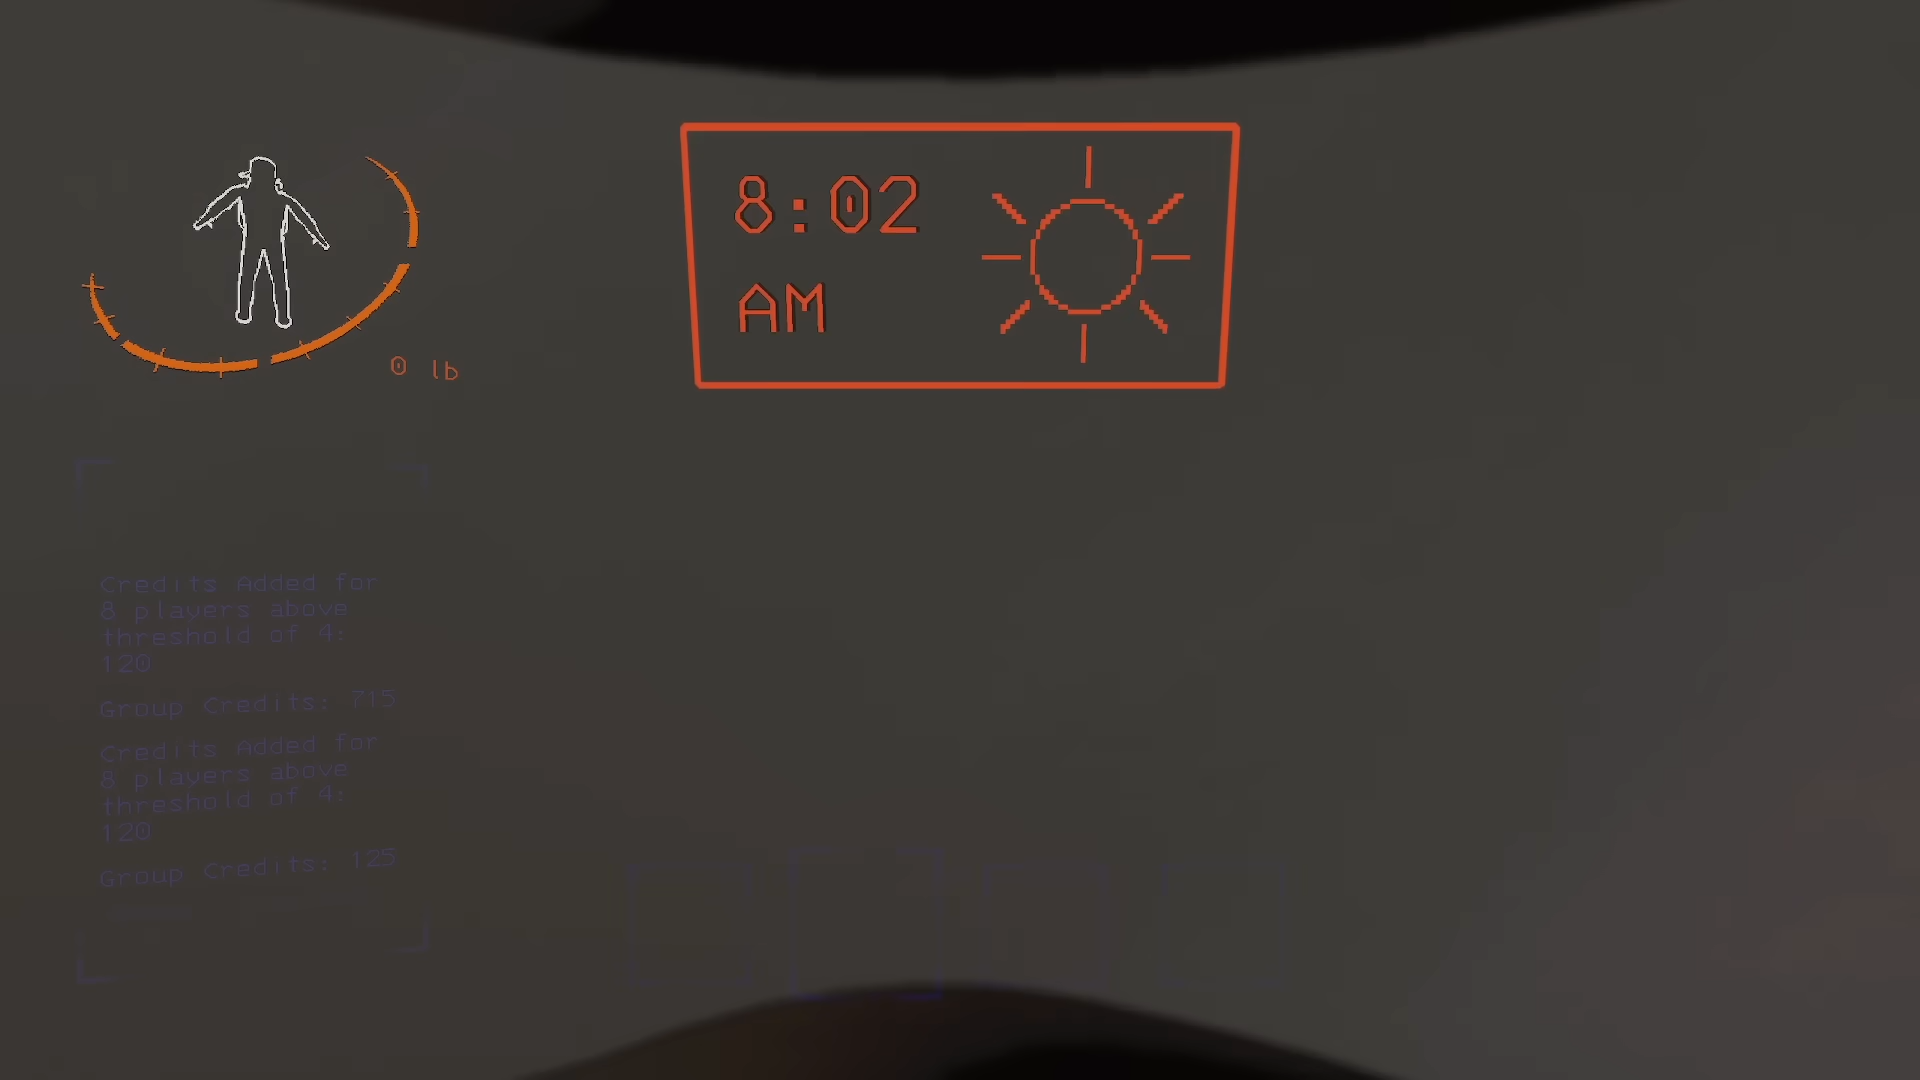 8:02
AM
0 lb
Credits Added for
8 players above
threshold of 4:
120
Group Credits: 715
Credits Added for
8 players above
threshold of 4:
120
Group Credits: 125